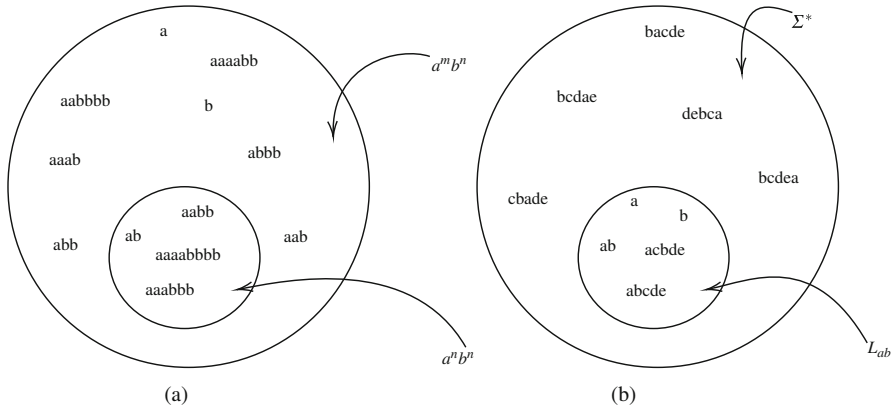 a
aaaabb
a^m b^n
aabbbb
b
aaab
abbb
aabb
ab
abb
aaaabbbb
aab
aaabbb
a^n b^n
(a)
bacde
Σ*
bcdae
debca
bcdea
cbade
a
b
ab
acbde
abcde
L_ab
(b)